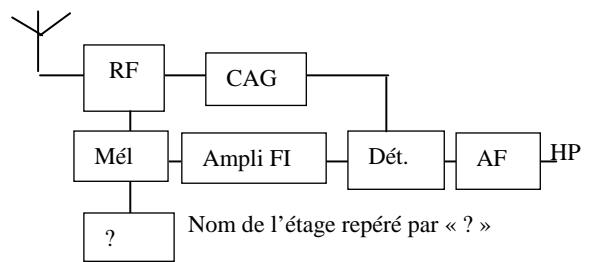 RF
CAG
Mél
Ampli FI
Dét.
AF
HP
?
Nom de l'étage repéré par « ? »